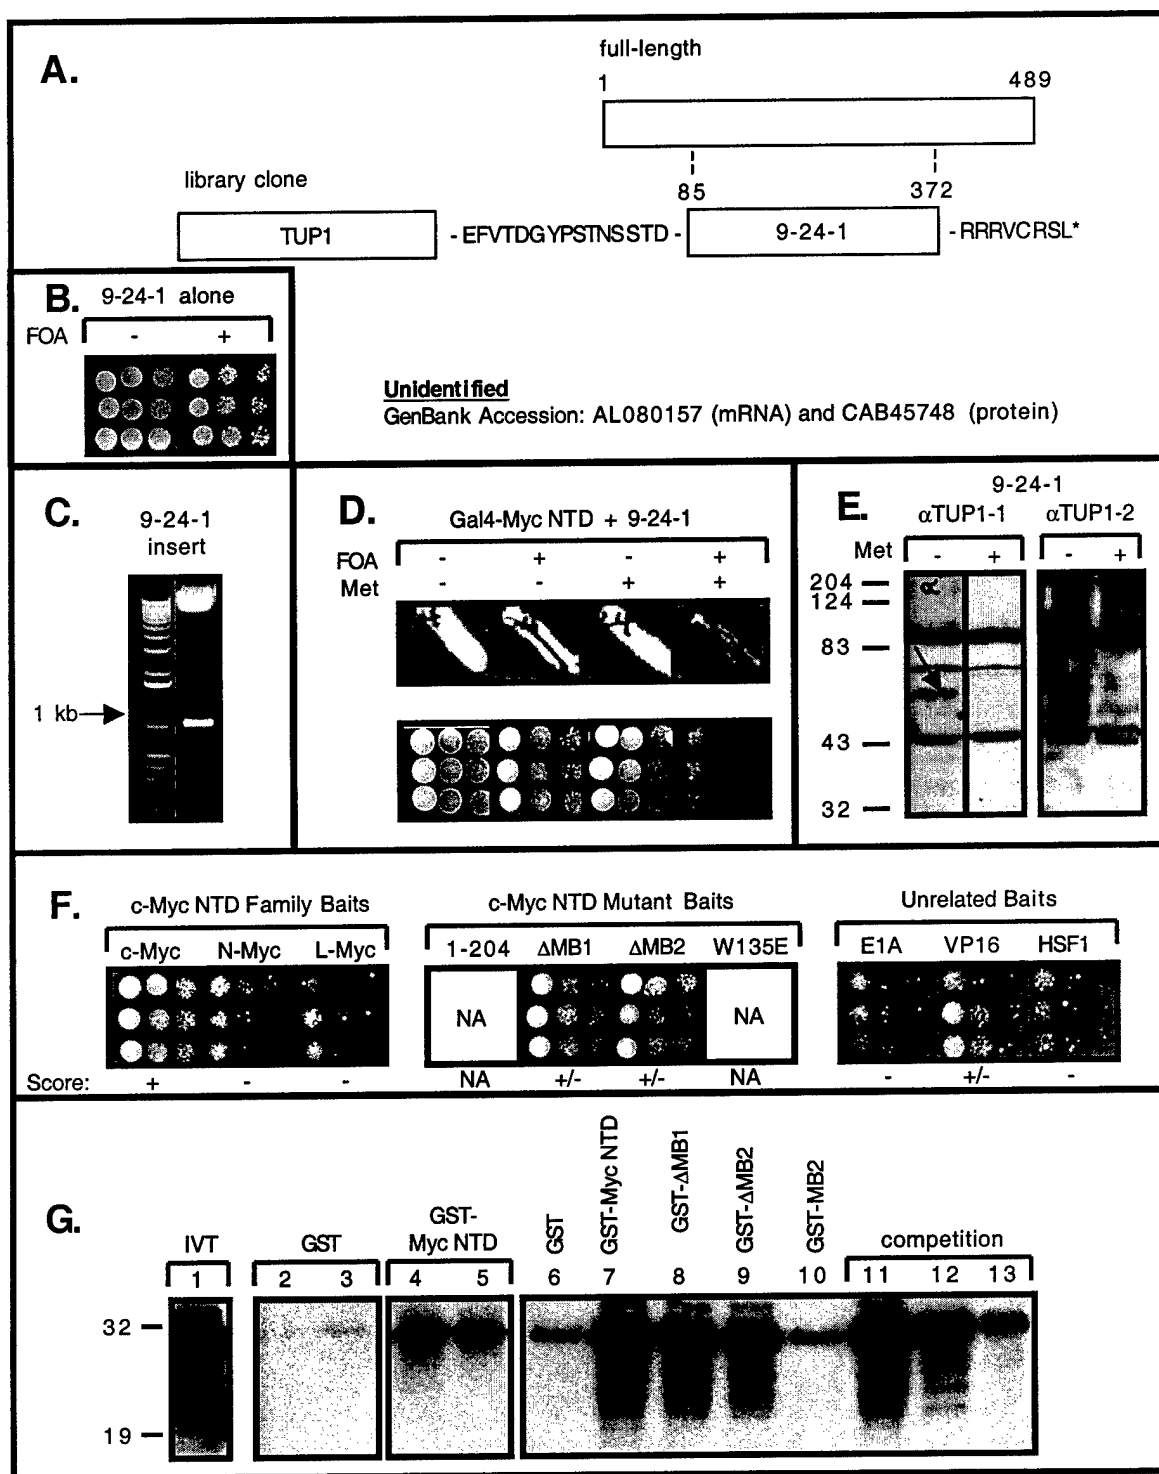 A.
full-length
1 489
85 372
library clone
TUP1 - EFVTDGYPSTNSSTD - 9-24-1 - RRRVCRSL*
B. 9-24-1 alone
FOA - +
Unidentified
GenBank Accession: AL080157 (mRNA) and CAB45748 (protein)
C.
9-24-1
insert
1 kb
D.
Gal4-Myc NTD + 9-24-1
FOA - + - +
Met - - + +
E.
9-24-1
αTUP1-1 αTUP1-2
Met - + - +
204
124
83
43
32
F.
c-Myc NTD Family Baits c-Myc NTD Mutant Baits Unrelated Baits
c-Myc N-Myc L-Myc 1-204 ΔMB1 ΔMB2 W135E E1A VP16 HSF1
NA NA
Score: + - - NA +/- +/- NA - +/- -
G.
IVT GST GST-
Myc NTD
GST
GST-Myc NTD
GST-ΔMB1
GST-ΔMB2
GST-MB2
competition
1 2 3 4 5 6 7 8 9 10 11 12 13
32
19